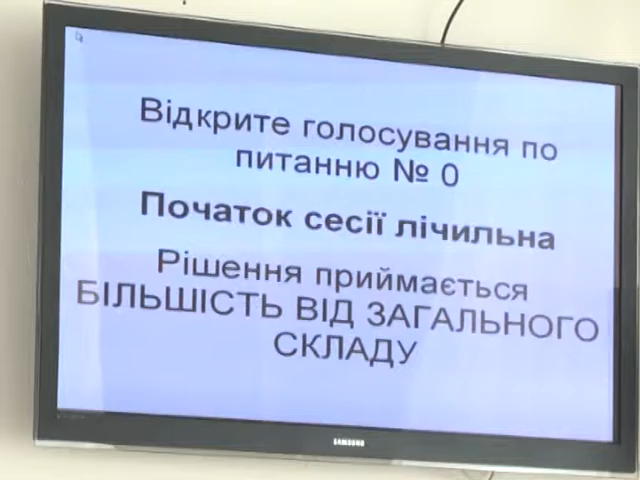 Відкрите голосування по
питанню № 0
Початок сесії лічильна
Рішення приймається
БІЛЬШІСТЬ ВІД ЗАГАЛЬНОГО
СКЛАДУ
SAMSUNG